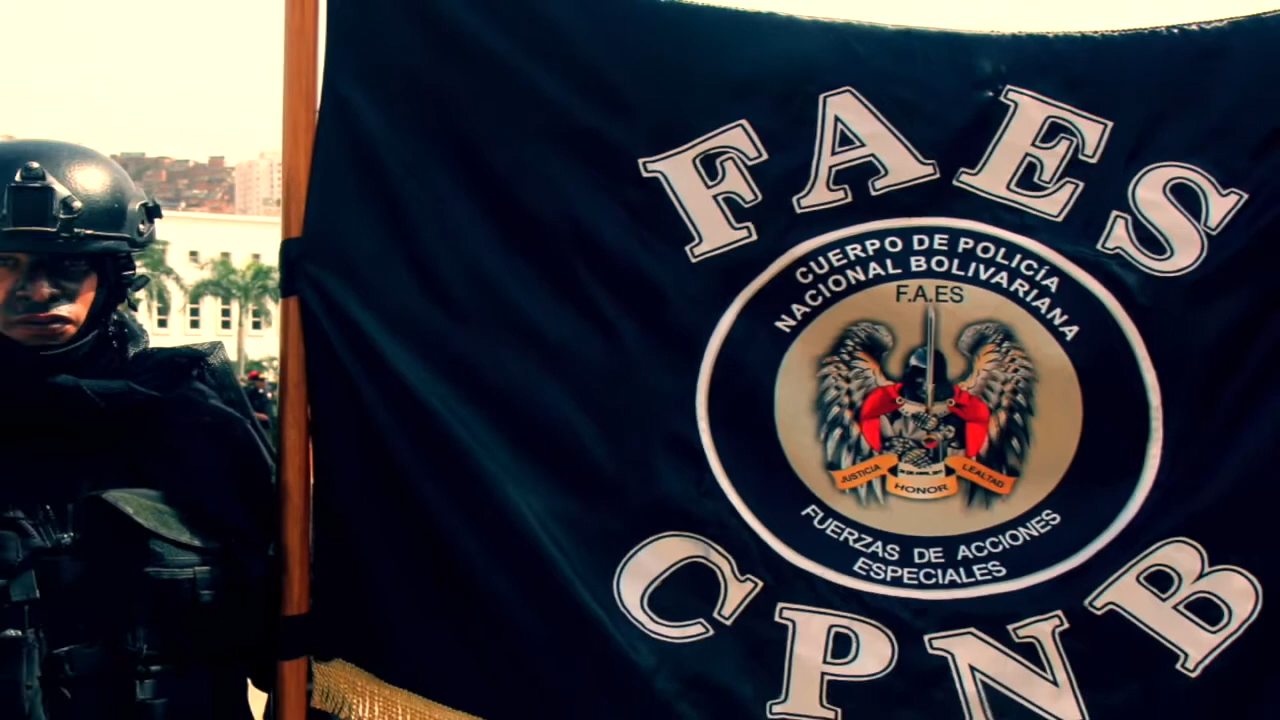 FAES
CUERPO DE POLICÍA
NACIONAL BOLIVARIANA
F.A.ES
JUSTICIA
LEALTAD
HONOR
FUERZAS DE ACCIONES
ESPECIALES
CPNB